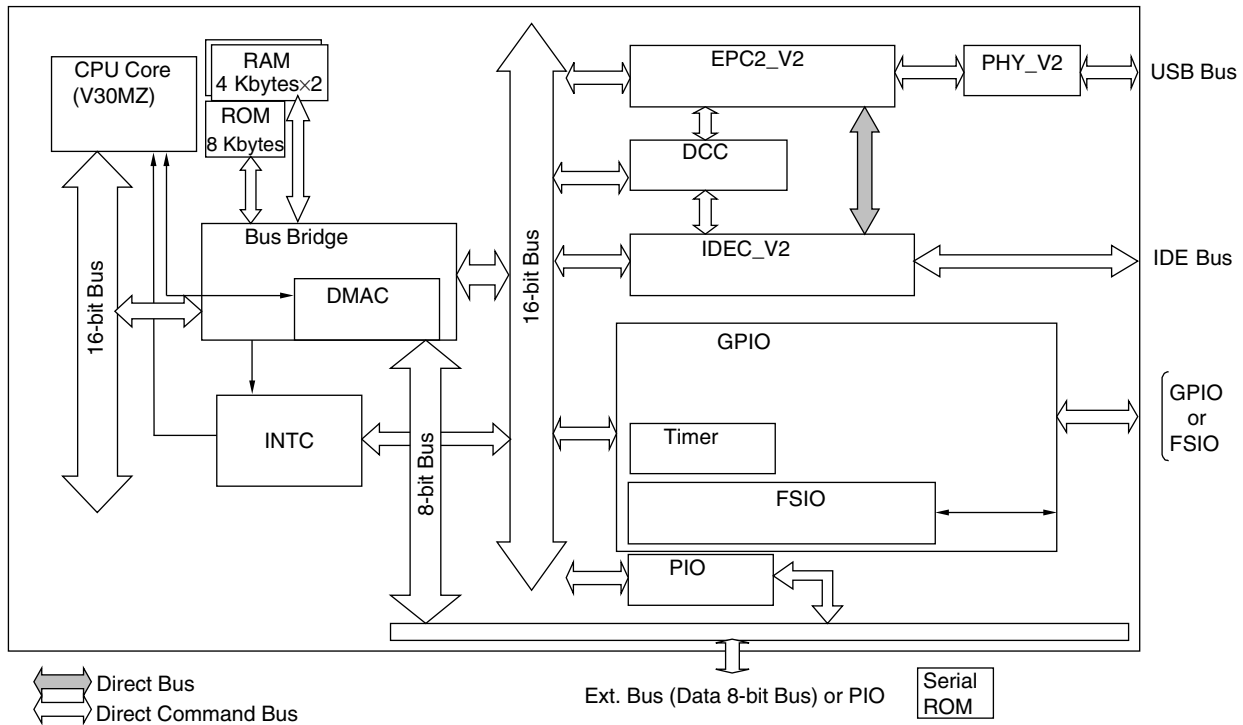 CPU Core
(V30MZ)
RAM
4 Kbytes×2
ROM
8 Kbytes
EPC2_V2
PHY_V2
USB Bus
DCC
Bus Bridge
IDEC_V2
IDE Bus
DMAC
16-bit Bus
16-bit Bus
GPIO
GPIO
or
FSIO
INTC
Timer
8-bit Bus
FSIO
PIO
Direct Bus
Direct Command Bus
Ext. Bus (Data 8-bit Bus) or PIO
Serial
ROM